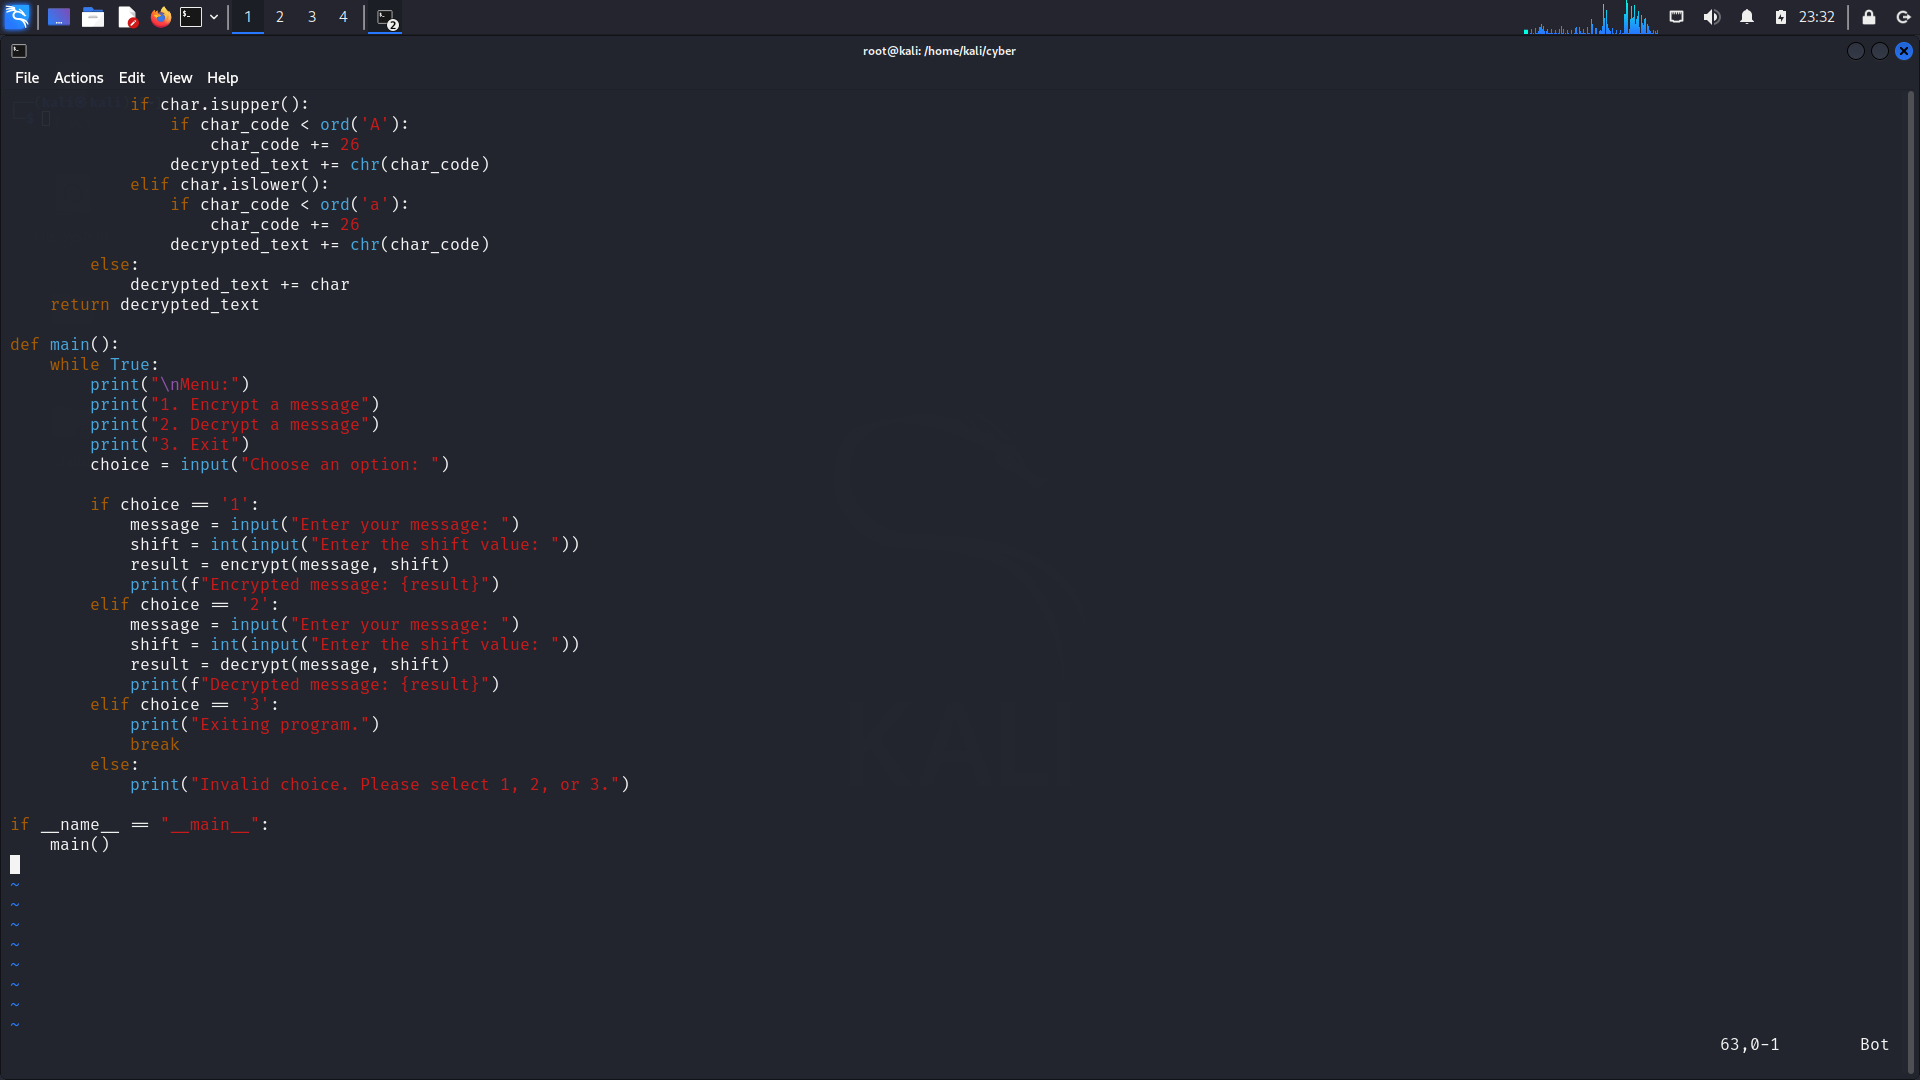 1 2 3 4 2 23:32
root@kali: /home/kali/cyber
File Actions Edit View Help
            if char.isupper():
                if char_code < ord('A'):
                    char_code += 26
                decrypted_text += chr(char_code)
            elif char.islower():
                if char_code < ord('a'):
                    char_code += 26
                decrypted_text += chr(char_code)
        else:
            decrypted_text += char
    return decrypted_text
def main():
    while True:
        print("\nMenu:")
        print("1. Encrypt a message")
        print("2. Decrypt a message")
        print("3. Exit")
        choice = input("Choose an option: ")
        if choice == '1':
            message = input("Enter your message: ")
            shift = int(input("Enter the shift value: "))
            result = encrypt(message, shift)
            print(f"Encrypted message: {result}")
        elif choice == '2':
            message = input("Enter your message: ")
            shift = int(input("Enter the shift value: "))
            result = decrypt(message, shift)
            print(f"Decrypted message: {result}")
        elif choice == '3':
            print("Exiting program.")
            break
        else:
            print("Invalid choice. Please select 1, 2, or 3.")
if __name__ == "__main__":
    main()
~
~
~
~
~
~
~
~
63,0-1 Bot